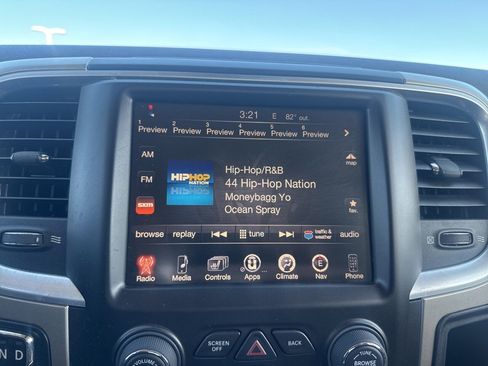 3:21 E 82° out.
1 2 3 4 5 6
Preview Preview Preview Preview Preview Preview
AM
FM
SXM
HIPHOP
NATION
Hip-Hop/R&B
44 Hip-Hop Nation
Moneybagg Yo
Ocean Spray
map
fav.
browse replay tune traffic & weather audio
Radio Media Controls Apps Climate E Nav Phone
SCREEN OFF BACK
VOLUME
TUNE
BROWSE
N D